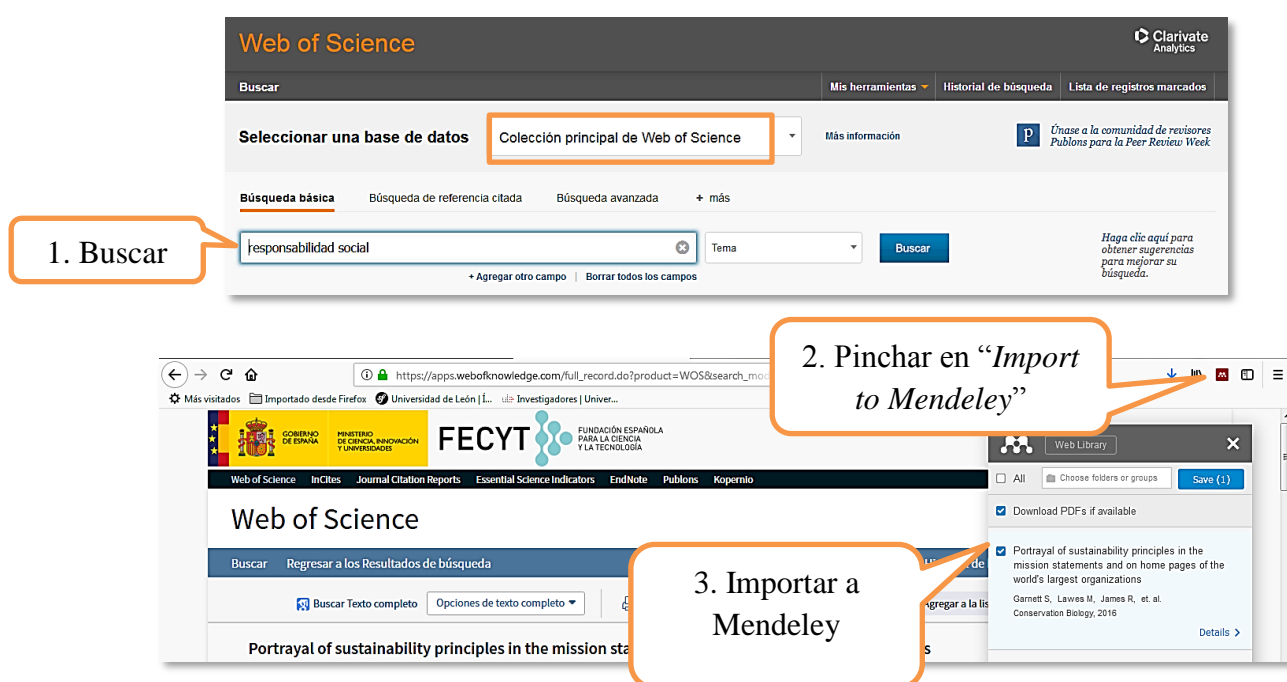 Web of Science
Clarivate
Analytics
Buscar
Mis herramientas
Historial de búsqueda
Lista de registros marcados
Seleccionar una base de datos
Colección principal de Web of Science
Más información
P
Únase a la comunidad de revisores
Publons para la Peer Review Week
Búsqueda básica
Búsqueda de referencia citada
Búsqueda avanzada
+ más
1. Buscar
responsabilidad social
Tema
Buscar
Haga clic aquí para
obtener sugerencias
para mejorar su
búsqueda.
+ Agregar otro campo | Borrar todos los campos
2. Pinchar en “Import
to Mendeley”
https://apps.webofknowledge.com/full_record.do?product=WOS&search_mod
Más visitados
Importado desde Firefox
Universidad de León | Í...
Investigadores | Univer...
GOBIERNO
DE ESPAÑA
MINISTERIO
DE CIENCIA, INNOVACIÓN
Y UNIVERSIDADES
FECYT
FUNDACIÓN ESPAÑOLA
PARA LA CIENCIA
Y LA TECNOLOGÍA
Web Library
Web of Science InCites Journal Citation Reports Essential Science Indicators EndNote Publons Kopernio
All
Choose folders or groups
Save (1)
Web of Science
Download PDFs if available
Buscar
Regresar a los Resultados de búsqueda
de
Portrayal of sustainability principles in the
mission statements and on home pages of the
world's largest organizations
Garnett S, Lawes M, James R, et. al.
Conservation Biology, 2016
Details
3. Importar a
Mendeley
Buscar Texto completo
Opciones de texto completo
Agregar a la lis
Portrayal of sustainability principles in the mission sta
s